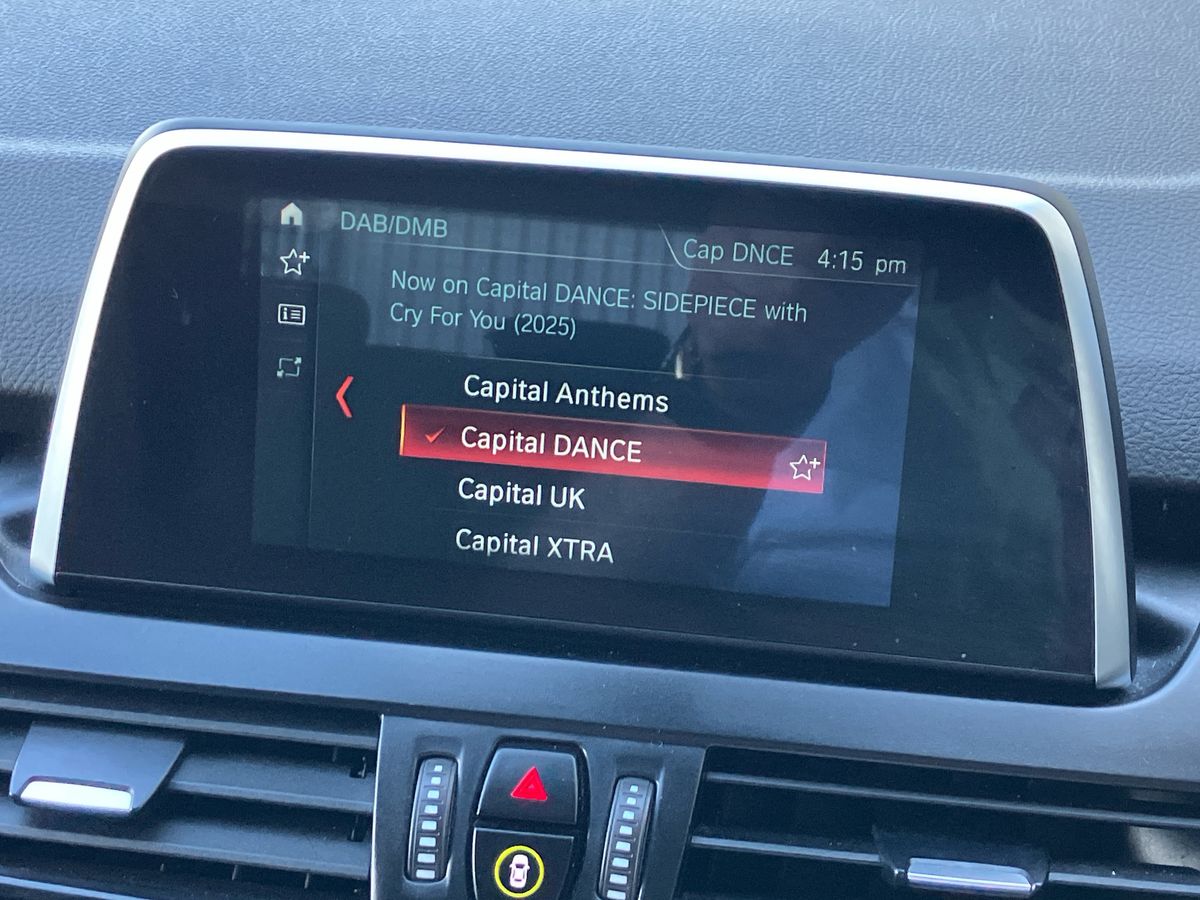 DAB/DMB
Cap DNCE 4:15 pm
Now on Capital DANCE: SIDEPIECE with
Cry For You (2025)
Capital Anthems
Capital DANCE
Capital UK
Capital XTRA